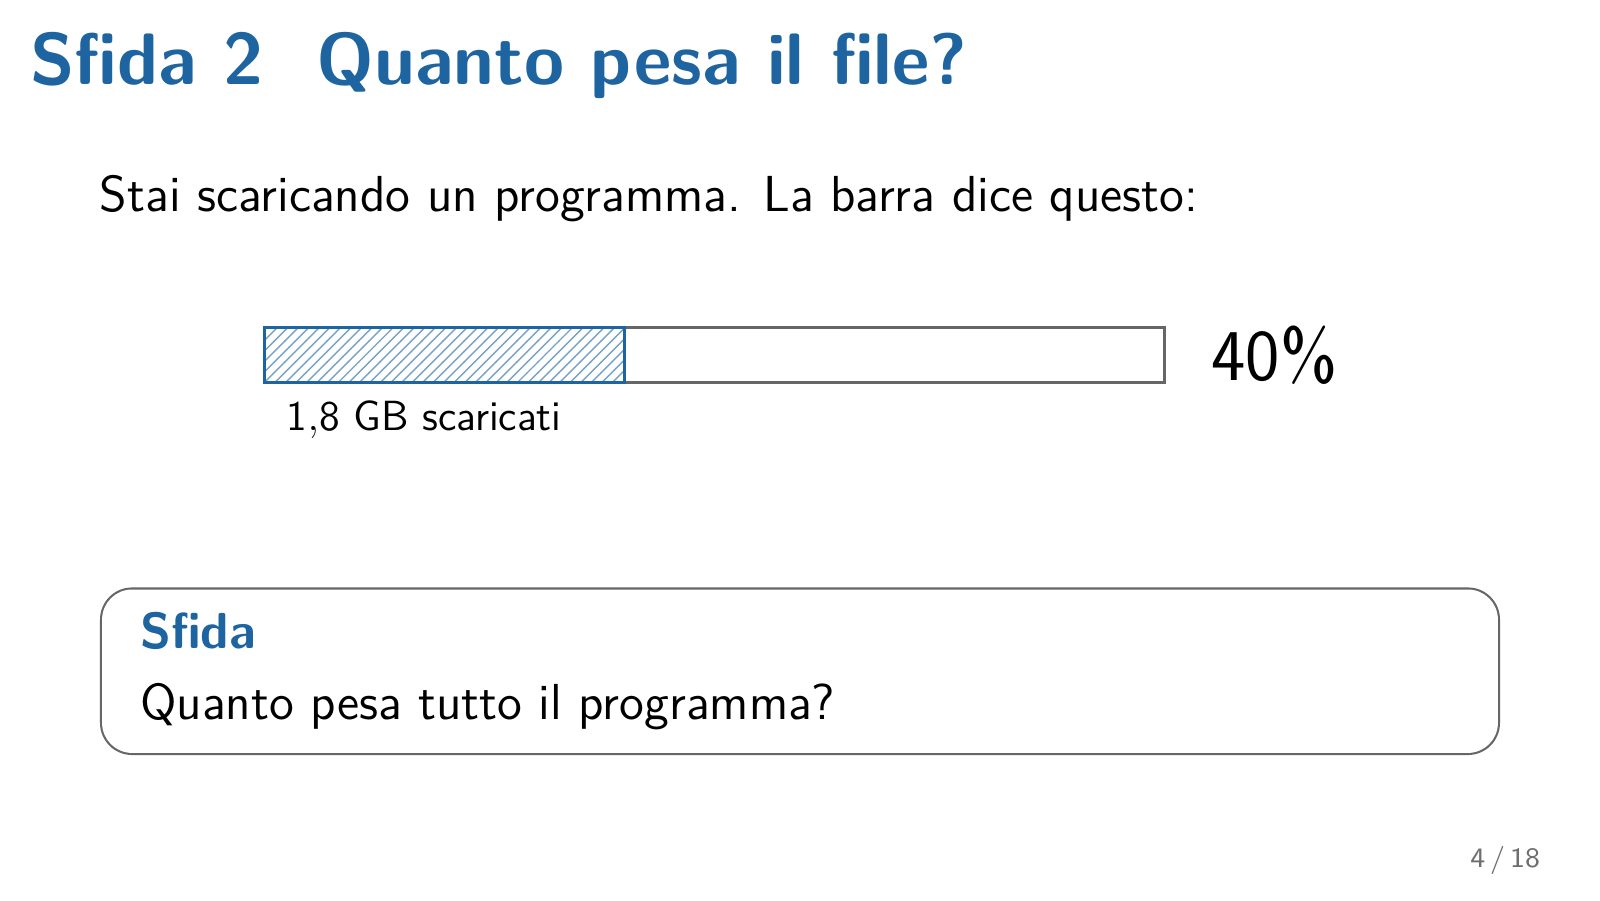 Sfida 2 Quanto pesa il file?
Stai scaricando un programma. La barra dice questo:
40%
1,8 GB scaricati
Sfida
Quanto pesa tutto il programma?
4 / 18